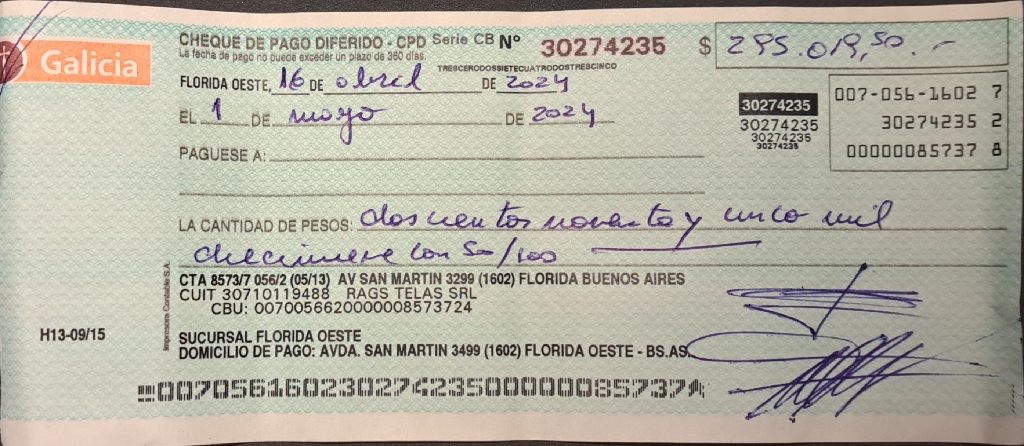 Galicia
CHEQUE DE PAGO DIFERIDO - CPD Serie CB Nº 30274235 $ 295.019,50.-
La fecha de pago no puede exceder un plazo de 360 días.
TRESCERODOSSIETECUATRODOSTRESCINCO
FLORIDA OESTE, 16 DE abril DE 2024
EL 1 DE mayo DE 2024
30274235
30274235
30274235
30274235
007-056-1602 7
30274235 2
00000085737 8
PAGUESE A:
LA CANTIDAD DE PESOS: doscientos noventa y cinco mil
diecinueve con 50/100
CTA 8573/7 056/2 (05/13) AV SAN MARTIN 3299 (1602) FLORIDA BUENOS AIRES
CUIT 30710119488 RAGS TELAS SRL
CBU: 0070056620000008573724
Impresora Contable S.A.
H13-09/15
SUCURSAL FLORIDA OESTE
DOMICILIO DE PAGO: AVDA. SAN MARTIN 3499 (1602) FLORIDA OESTE - BS.AS.
00705616023027423500000085737